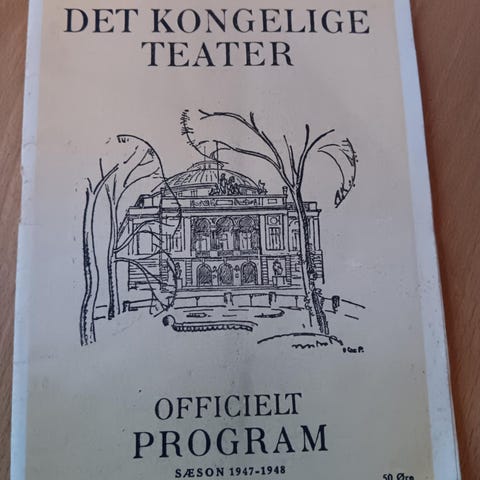 DET KONGELIGE
TEATER
OFFICIELT
PROGRAM
SÆSON 1947-1948
50 Øre